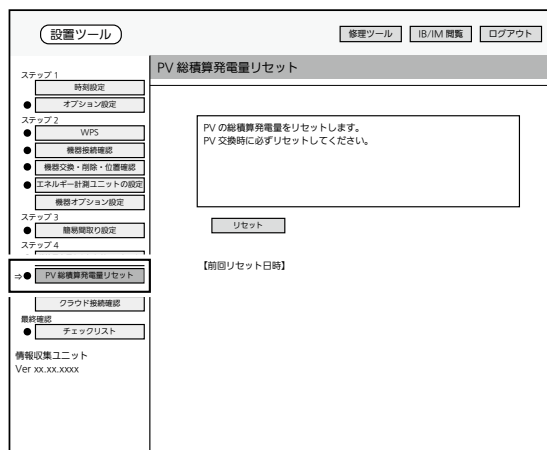 設置ツール
修理ツール
IB/IM 閲覧
ログアウト
PV 総積算発電量リセット
ステップ 1
時刻設定
● オプション設定
ステップ 2
● WPS
● 機器接続確認
● 機器交換・削除・位置確認
● エネルギー計測ユニットの設定
機器オプション設定
ステップ 3
●簡易間取り設定
ステップ 4
⇒● PV 総積算発電量リセット
クラウド接続確認
最終確認
● チェックリスト
情報収集ユニット
Ver xx.xx.xxxx
PV の総積算発電量をリセットします。
PV 交換時に必ずリセットしてください。
リセット
【前回リセット日時】